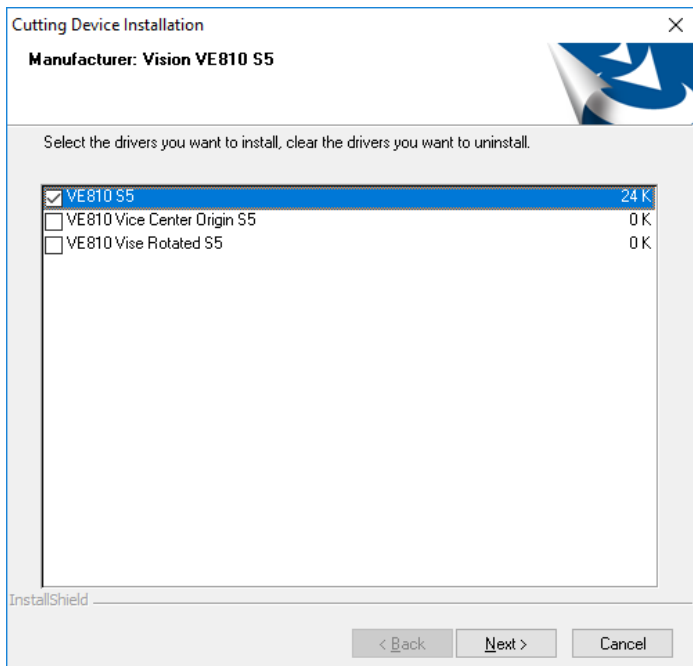 Cutting Device Installation
Manufacturer: Vision VE810 S5
Select the drivers you want to install, clear the drivers you want to uninstall.
VE810 S5 24 K
VE810 Vice Center Origin S5 0 K
VE810 Vise Rotated S5 0 K
InstallShield
< Back Next > Cancel